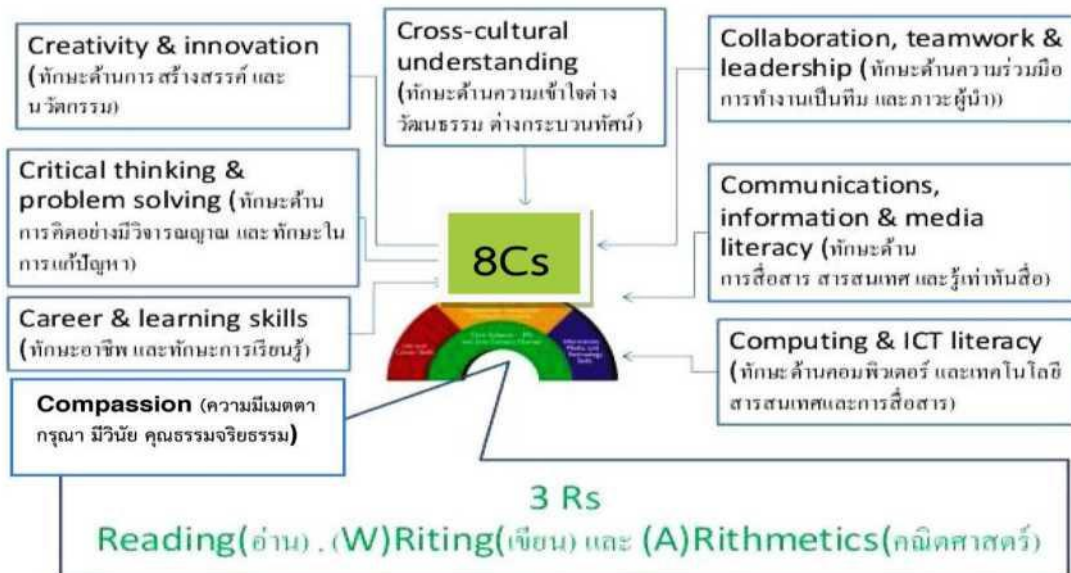 Creativity & innovation
(ทักษะด้านการ สร้างสรรค์ และ
นวัตกรรม)
Cross-cultural
understanding
(ทักษะด้านความเข้าใจต่าง
วัฒนธรรม ต่างกระบวนทัศน์)
Collaboration, teamwork &
leadership (ทักษะด้านความร่วมมือ
การทำงานเป็นทีม และภาวะผู้นำ))
Critical thinking &
problem solving (ทักษะด้าน
การคิดอย่างมีวิจารณญาณ และทักษะใน
การแก้ปัญหา)
8Cs
Communications,
information & media
literacy (ทักษะด้าน
การสื่อสาร สารสนเทศ และรู้เท่าทันสื่อ)
Career & learning skills
(ทักษะอาชีพ และทักษะการเรียนรู้)
Computing & ICT literacy
(ทักษะด้านคอมพิวเตอร์ และเทคโนโลยี
สารสนเทศและการสื่อสาร)
Compassion (ความมีเมตตา
กรุณา มีวินัย คุณธรรมจริยธรรม)
3 Rs
Reading(อ่าน) . (W)Riting(เขียน) และ (A)Rithmetics(คณิตศาสตร์)